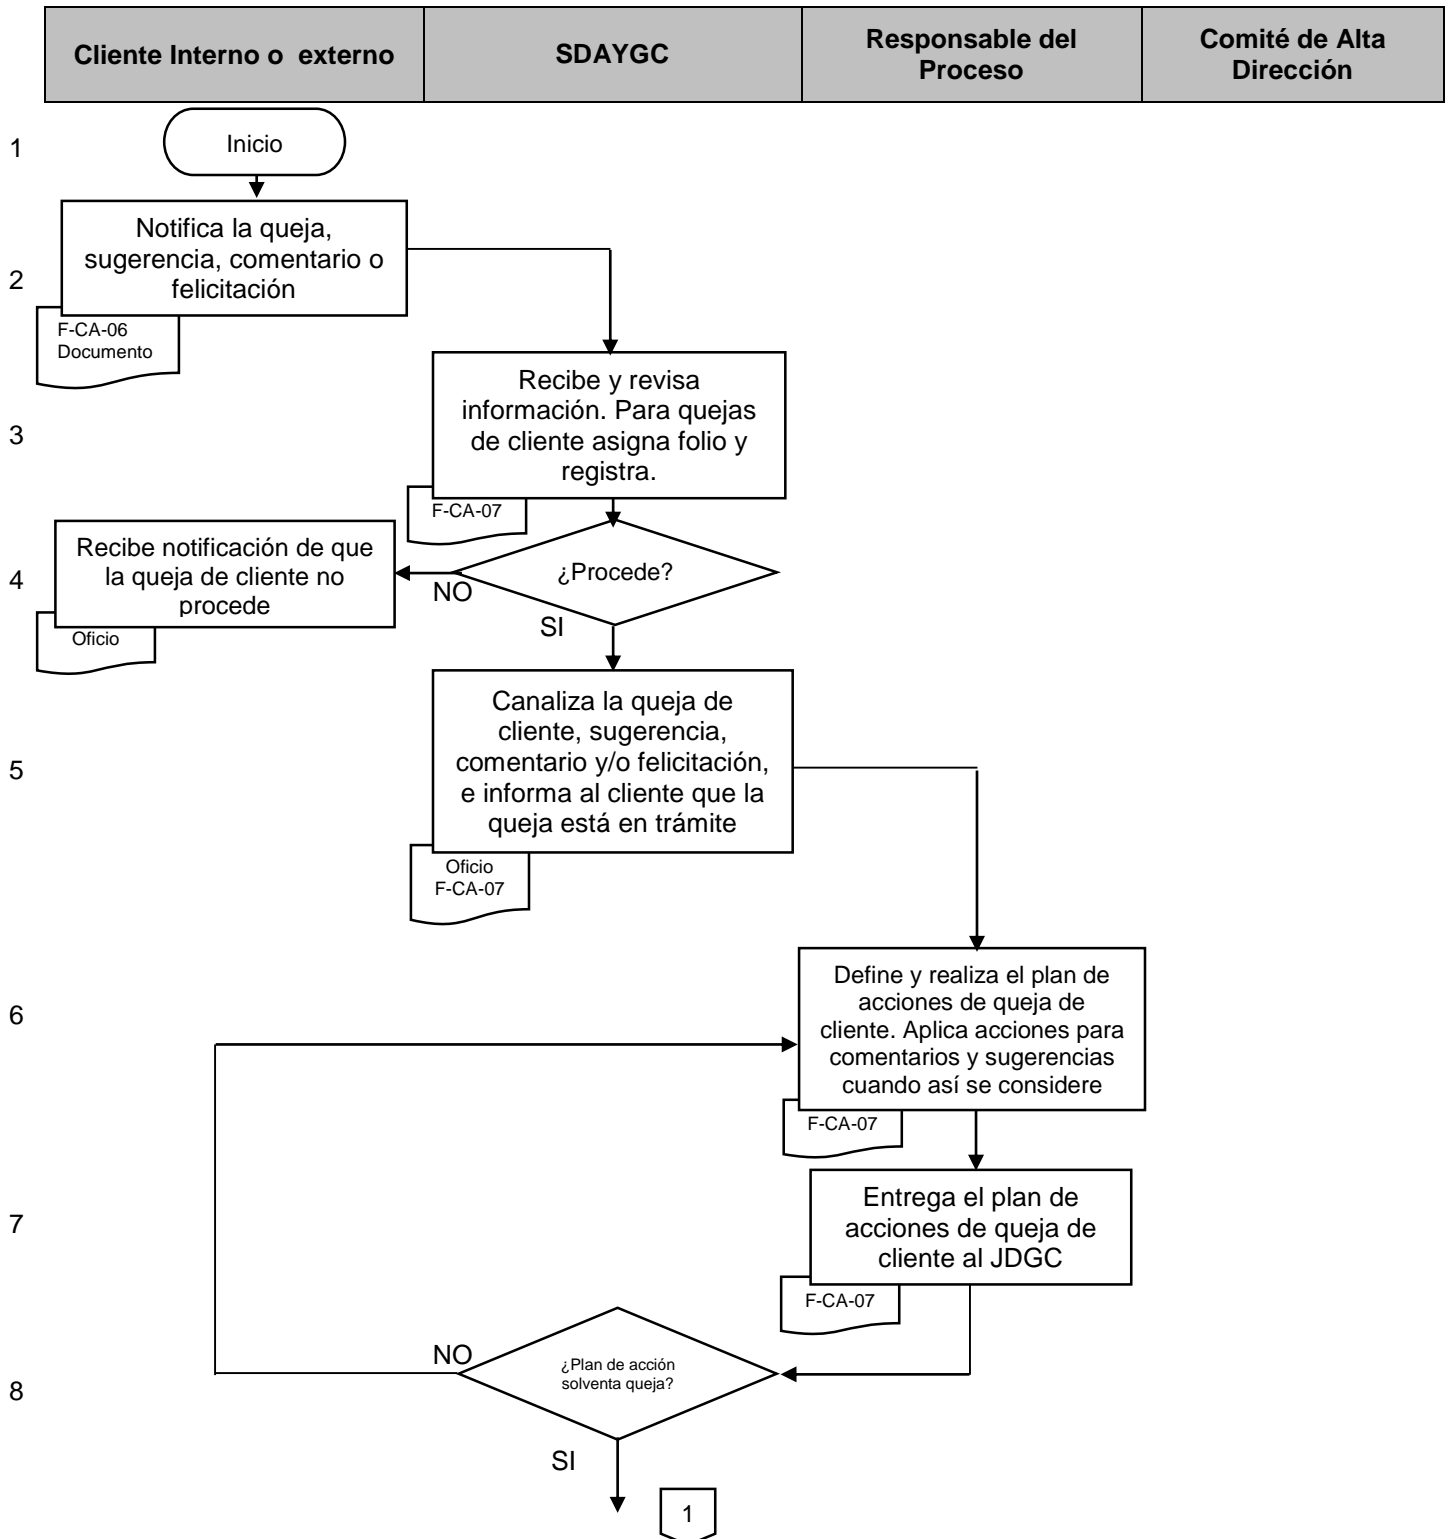 Cliente Interno o  externo
SDAYGC
Responsable del
Proceso
Comité de Alta
Dirección
1
Inicio
2
Notifica la queja,
sugerencia, comentario o
felicitación
F-CA-06
Documento
3
Recibe y revisa
información. Para quejas
de cliente asigna folio y
registra.
F-CA-07
4
Recibe notificación de que
la queja de cliente no
procede
Oficio
¿Procede?
NO
SI
5
Canaliza la queja de
cliente, sugerencia,
comentario y/o felicitación,
e informa al cliente que la
queja está en trámite
Oficio
F-CA-07
6
Define y realiza el plan de
acciones de queja de
cliente. Aplica acciones para
comentarios y sugerencias
cuando así se considere
F-CA-07
7
Entrega el plan de
acciones de queja de
cliente al JDGC
F-CA-07
8
NO
¿Plan de acción
solventa queja?
SI
1